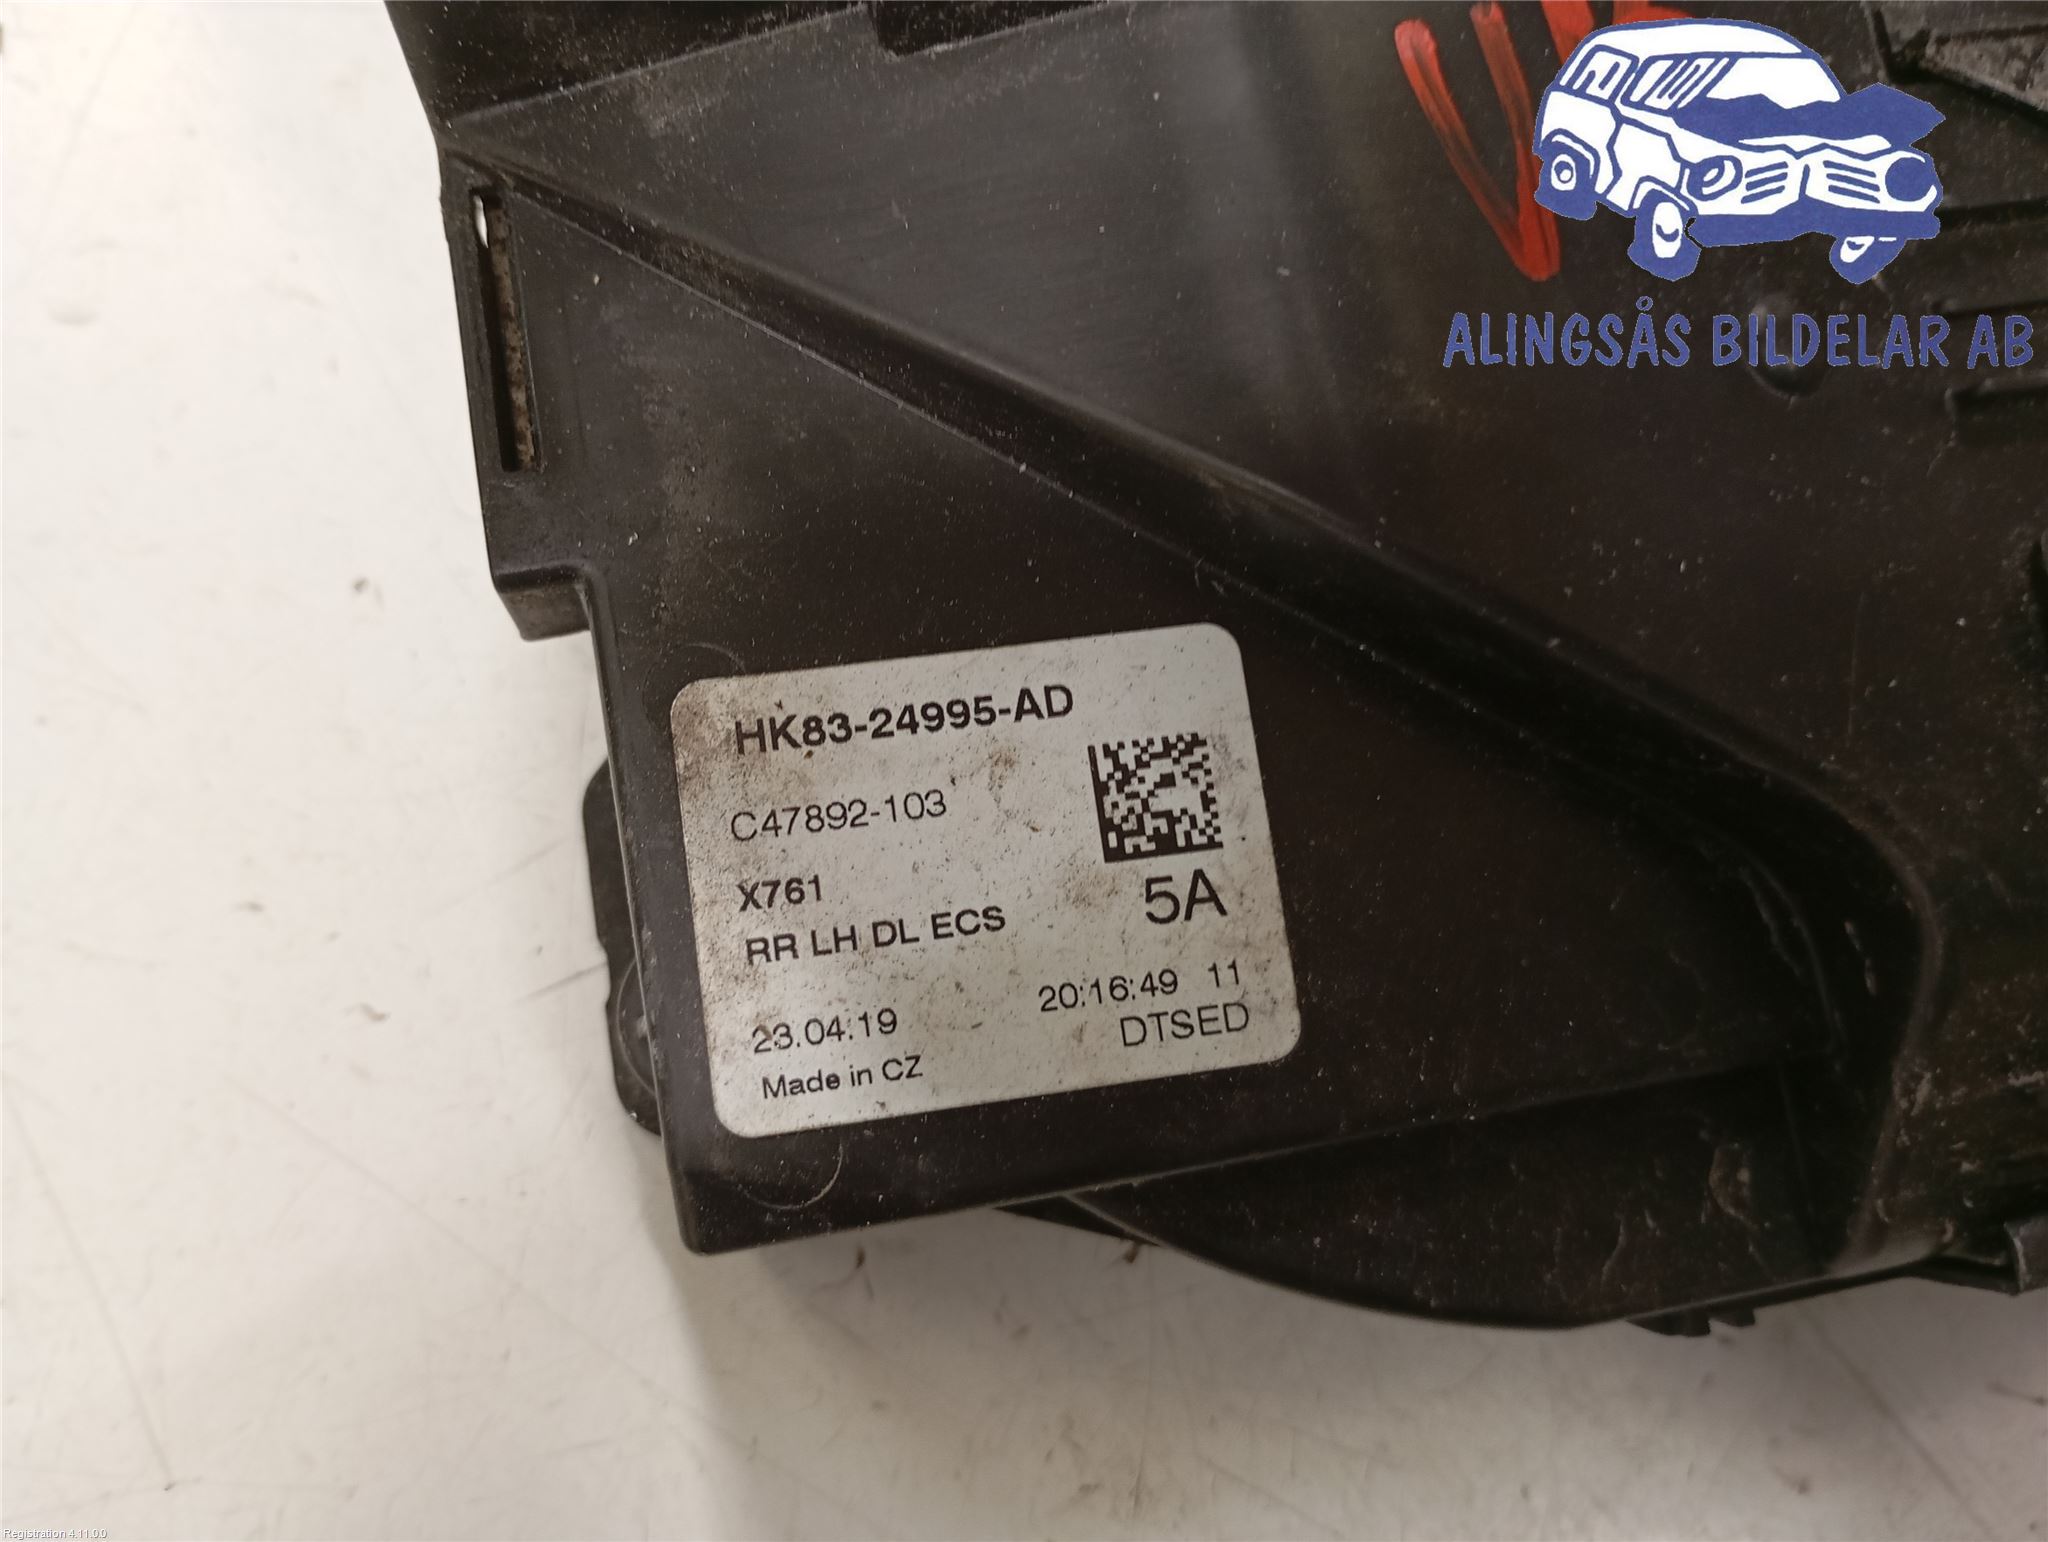 ALINGSÅS BILDELAR AB
HK83-24995-AD
C47892-103
X761
5A
RR LH DL ECS
23.04.19 20:16:49 11
Made in CZ DTSED
Registration 4.11.0.0